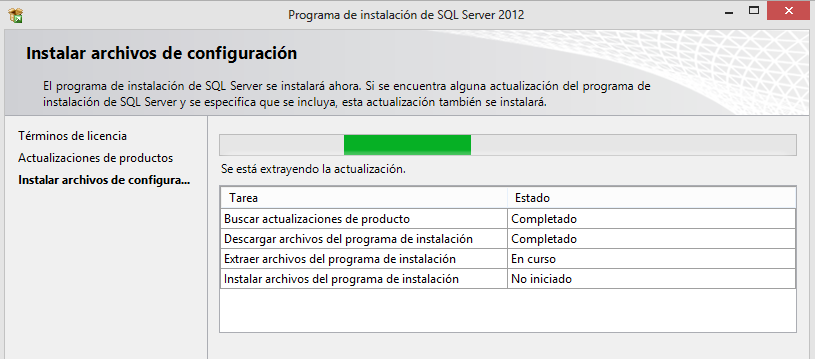 Programa de instalación de SQL Server 2012
Instalar archivos de configuración
El programa de instalación de SQL Server se instalará ahora. Si se encuentra alguna actualización del programa de
instalación de SQL Server y se especifica que se incluya, esta actualización también se instalará.
Términos de licencia
Actualizaciones de productos
Instalar archivos de configura...
Se está extrayendo la actualización.
Tarea Estado
Buscar actualizaciones de producto Completado
Descargar archivos del programa de instalación Completado
Extraer archivos del programa de instalación En curso
Instalar archivos del programa de instalación No iniciado